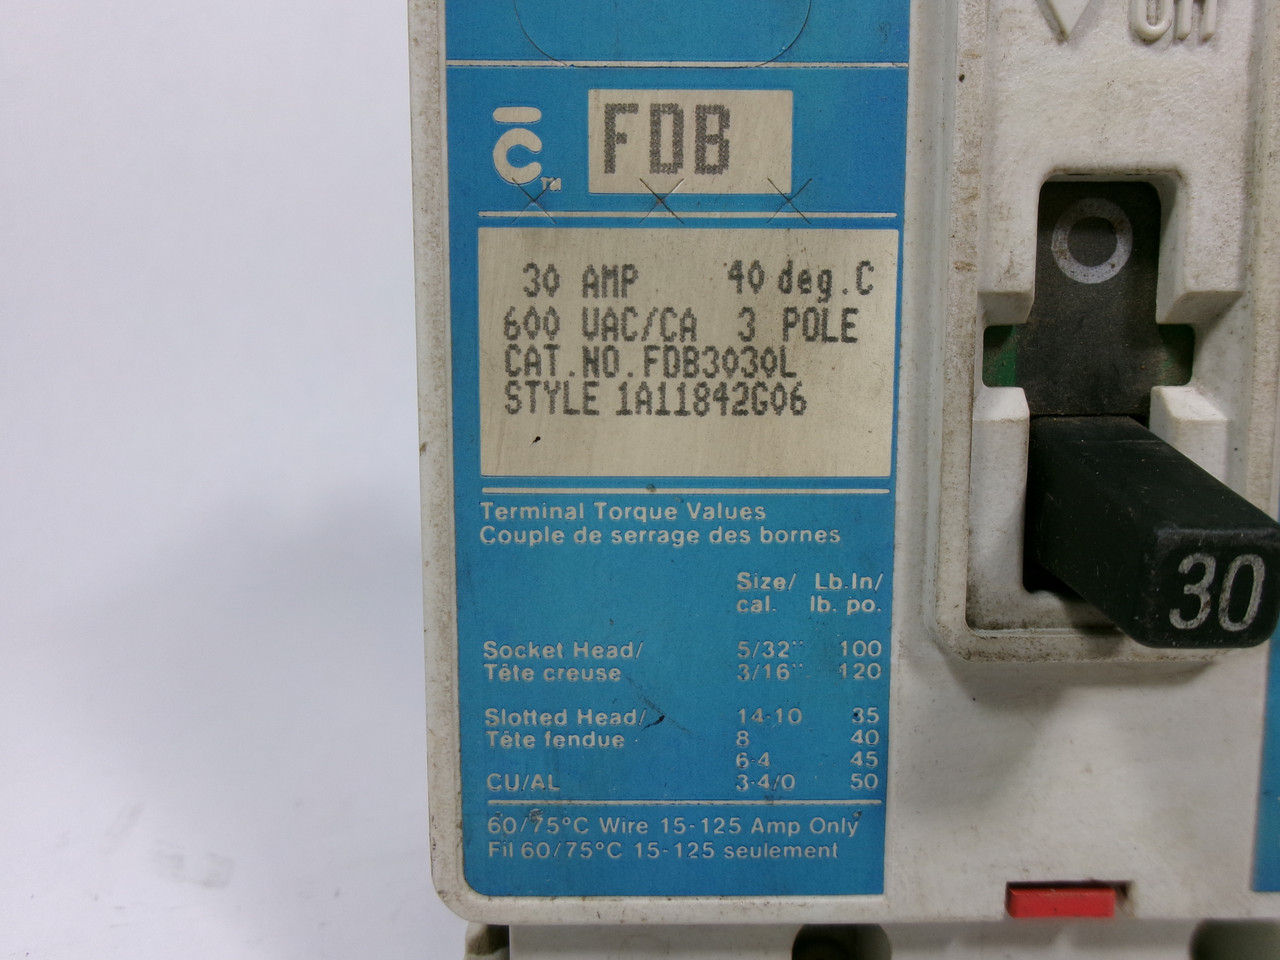 On
C TM
FDB
30 AMP 40 deg.C
600 VAC/CA 3 POLE
CAT.NO.FDB3030L
STYLE 1A11842G06
Terminal Torque Values
Couple de serrage des bornes
Size/ Lb.In/
cal. lb. po.
Socket Head/ 5/32" 100
Tête creuse 3/16" 120
Slotted Head/ 14-10 35
Tête fendue 8 40
6-4 45
CU/AL 3-4/0 50
60/75°C Wire 15-125 Amp Only
Fil 60/75°C 15-125 seulement
30